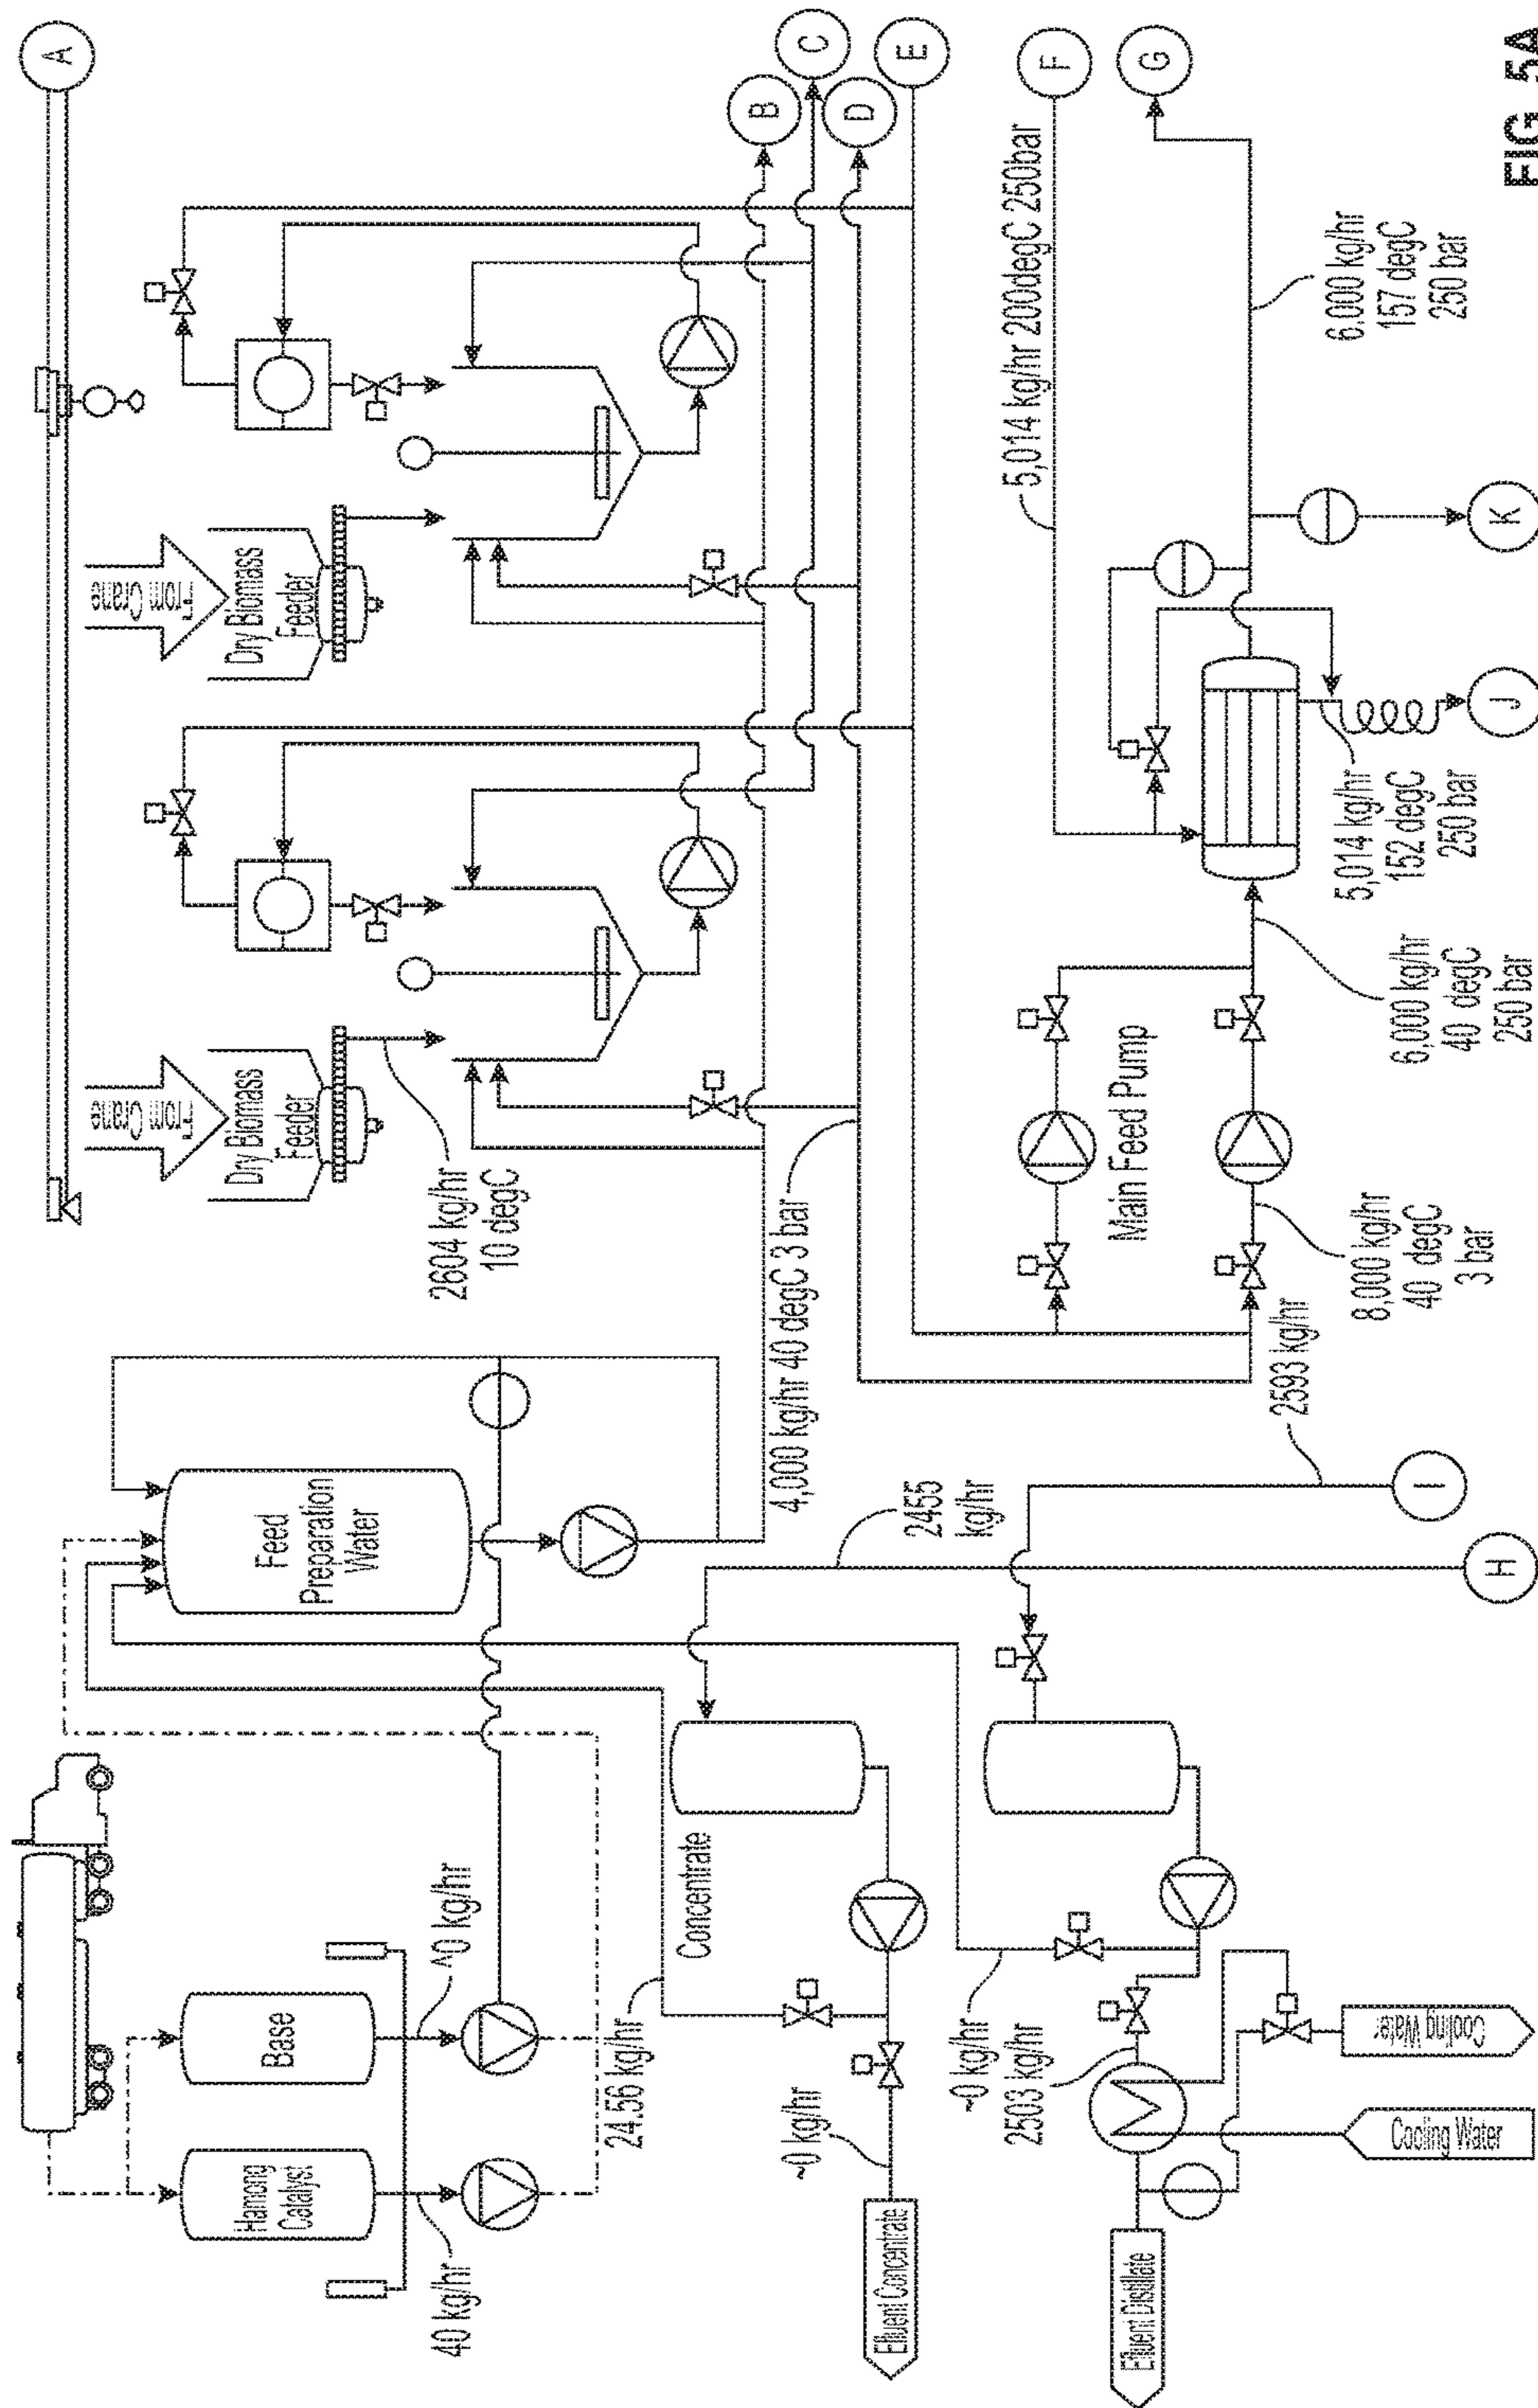 A
From Crane
Dry Biomass
Feeder
From Crane
Dry Biomass
Feeder
2604 kg/hr
10 degC
B
C
D
E
4,000 kg/hr 40 degC 3 bar
Feed
Preparation
Water
Base
Hamong
Catalyst
40 kg/hr
^0 kg/hr
24.56 kg/hr
Concentrate
~0 kg/hr
Effluent Concentrate
~0 kg/hr
2503 kg/hr
Effluent Distillate
Cooling Water
Cooling Water
2455
kg/hr
H
2593 kg/hr
I
Main Feed Pump
8,000 kg/hr
40 degC
3 bar
6,000 kg/hr
40 degC
250 bar
5,014 kg/hr
152 degC
250 bar
J
K
5,014 kg/hr 200degC 250bar
F
G
6,000 kg/hr
157 degC
250 bar
FIG. 5A